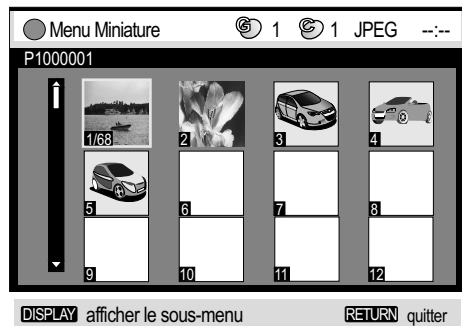 Menu Miniature G 1 C 1 JPEG --:--
P1000001
1/68 2 3 4
5 6 7 8
9 10 11 12
DISPLAY afficher le sous-menu RETURN quitter